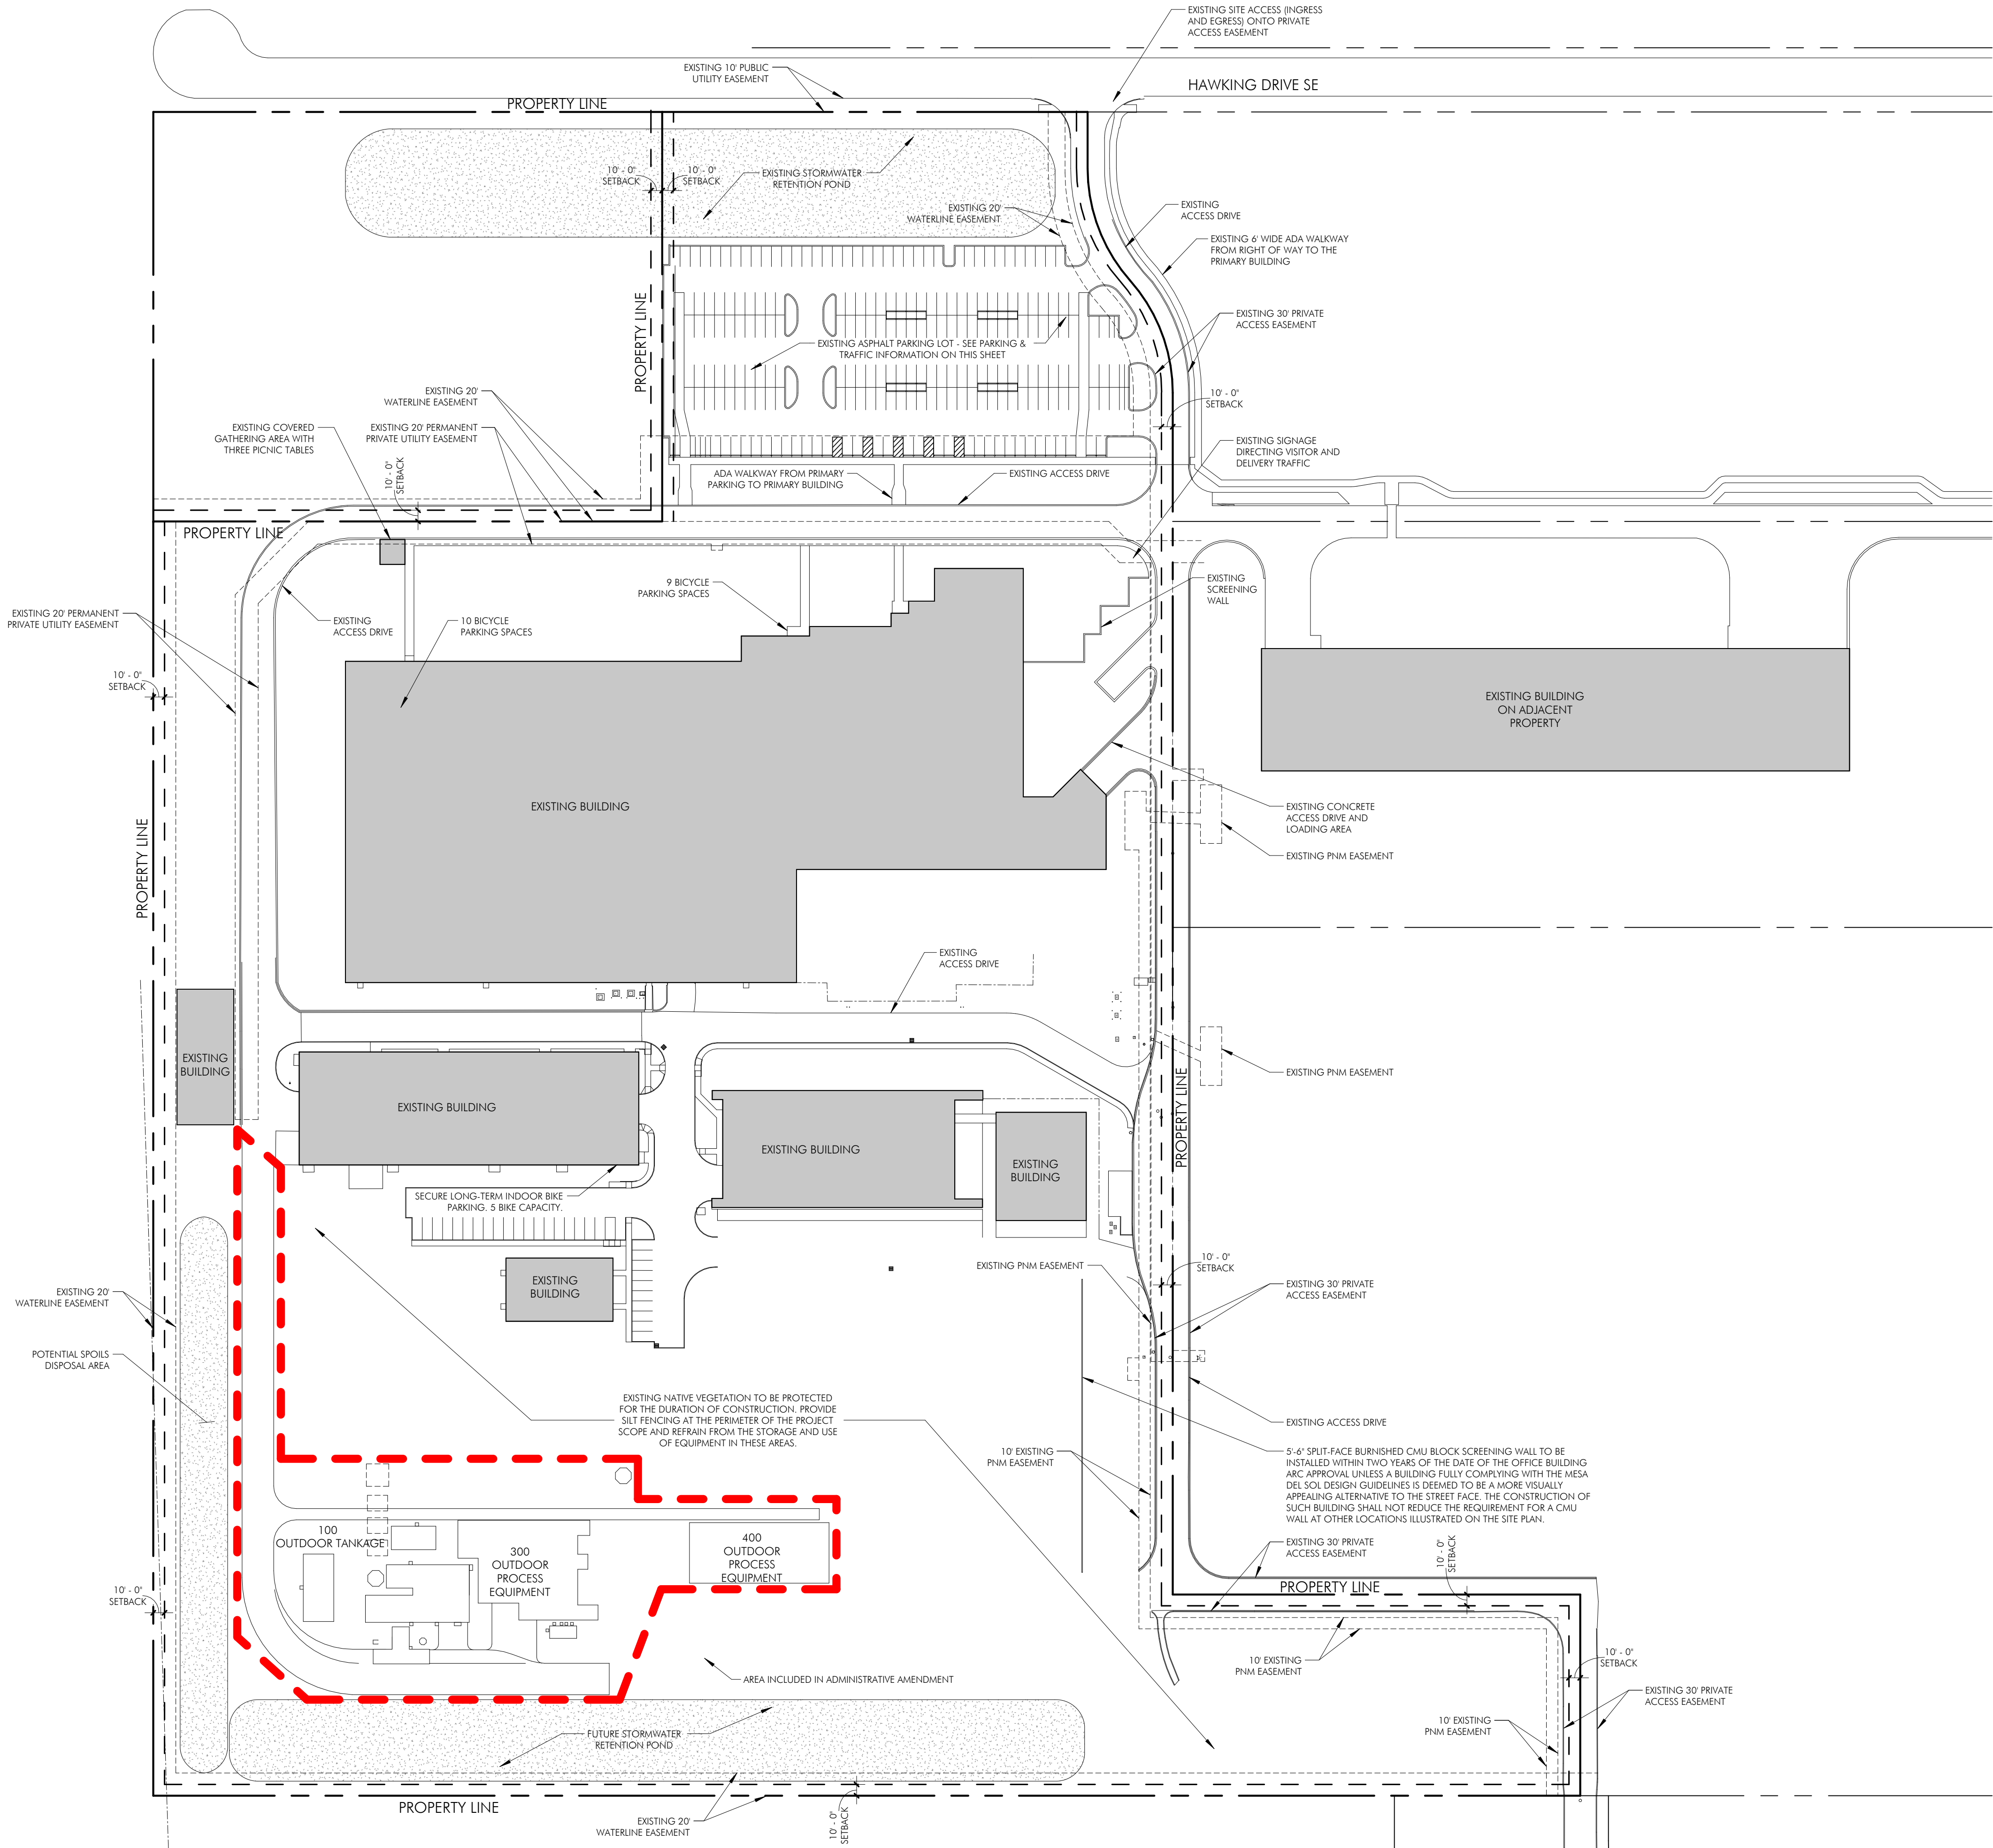 EXISTING SITE ACCESS (INGRESS
AND EGRESS) ONTO PRIVATE
ACCESS EASEMENT
EXISTING 10' PUBLIC
UTILITY EASEMENT
HAWKING DRIVE SE
PROPERTY LINE
10' - 0"
SETBACK
10' - 0"
SETBACK
EXISTING STORMWATER
RETENTION POND
EXISTING 20'
WATERLINE EASEMENT
EXISTING
ACCESS DRIVE
EXISTING 6' WIDE ADA WALKWAY
FROM RIGHT OF WAY TO THE
PRIMARY BUILDING
PROPERTY LINE
EXISTING 30' PRIVATE
ACCESS EASEMENT
EXISTING ASPHALT PARKING LOT - SEE PARKING &
TRAFFIC INFORMATION ON THIS SHEET
EXISTING 20'
WATERLINE EASEMENT
10' - 0"
SETBACK
EXISTING COVERED
GATHERING AREA WITH
THREE PICNIC TABLES
EXISTING 20' PERMANENT
PRIVATE UTILITY EASEMENT
EXISTING SIGNAGE
DIRECTING VISITOR AND
DELIVERY TRAFFIC
10' - 0"
SETBACK
ADA WALKWAY FROM PRIMARY
PARKING TO PRIMARY BUILDING
EXISTING ACCESS DRIVE
PROPERTY LINE
9 BICYCLE
PARKING SPACES
EXISTING
SCREENING
WALL
EXISTING 20' PERMANENT
PRIVATE UTILITY EASEMENT
EXISTING
ACCESS DRIVE
10 BICYCLE
PARKING SPACES
10' - 0"
SETBACK
EXISTING BUILDING
ON ADJACENT
PROPERTY
PROPERTY LINE
EXISTING BUILDING
EXISTING CONCRETE
ACCESS DRIVE AND
LOADING AREA
EXISTING PNM EASEMENT
EXISTING
ACCESS DRIVE
EXISTING
BUILDING
EXISTING PNM EASEMENT
EXISTING BUILDING
PROPERTY LINE
EXISTING BUILDING
EXISTING
BUILDING
SECURE LONG-TERM INDOOR BIKE
PARKING. 5 BIKE CAPACITY.
10' - 0"
SETBACK
EXISTING PNM EASEMENT
EXISTING
BUILDING
EXISTING 20'
WATERLINE EASEMENT
EXISTING 30' PRIVATE
ACCESS EASEMENT
POTENTIAL SPOILS
DISPOSAL AREA
EXISTING NATIVE VEGETATION TO BE PROTECTED
FOR THE DURATION OF CONSTRUCTION. PROVIDE
SILT FENCING AT THE PERIMETER OF THE PROJECT
SCOPE AND REFRAIN FROM THE STORAGE AND USE
OF EQUIPMENT IN THESE AREAS.
EXISTING ACCESS DRIVE
10' EXISTING
PNM EASEMENT
5'-6" SPLIT-FACE BURNISHED CMU BLOCK SCREENING WALL TO BE
INSTALLED WITHIN TWO YEARS OF THE DATE OF THE OFFICE BUILDING
ARC APPROVAL UNLESS A BUILDING FULLY COMPLYING WITH THE MESA
DEL SOL DESIGN GUIDELINES IS DEEMED TO BE A MORE VISUALLY
APPEALING ALTERNATIVE TO THE STREET FACE. THE CONSTRUCTION OF
SUCH BUILDING SHALL NOT REDUCE THE REQUIREMENT FOR A CMU
WALL AT OTHER LOCATIONS ILLUSTRATED ON THE SITE PLAN.
100
OUTDOOR TANKAGE
300
OUTDOOR
PROCESS
EQUIPMENT
400
OUTDOOR
PROCESS
EQUIPMENT
EXISTING 30' PRIVATE
ACCESS EASEMENT
10' - 0"
SETBACK
10' - 0"
SETBACK
PROPERTY LINE
10' EXISTING
PNM EASEMENT
10' - 0"
SETBACK
AREA INCLUDED IN ADMINISTRATIVE AMENDMENT
EXISTING 30' PRIVATE
ACCESS EASEMENT
10' EXISTING
PNM EASEMENT
FUTURE STORMWATER
RETENTION POND
PROPERTY LINE
EXISTING 20'
WATERLINE EASEMENT
10' - 0"
SETBACK